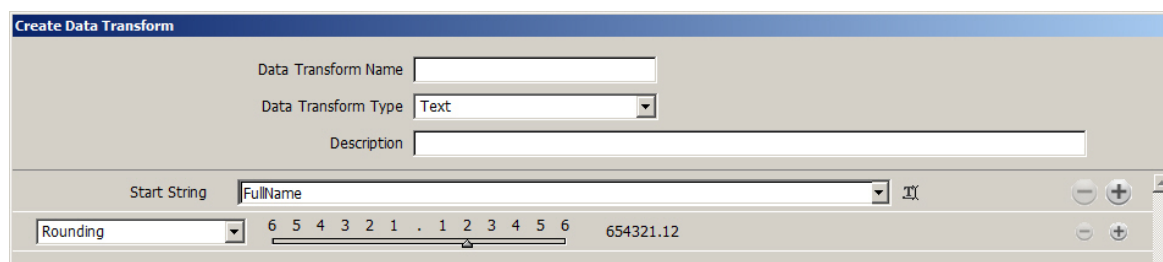 Create Data Transform
Data Transform Name
Data Transform Type Text
Description
Start String FullName
Rounding 6 5 4 3 2 1 . 1 2 3 4 5 6 654321.12